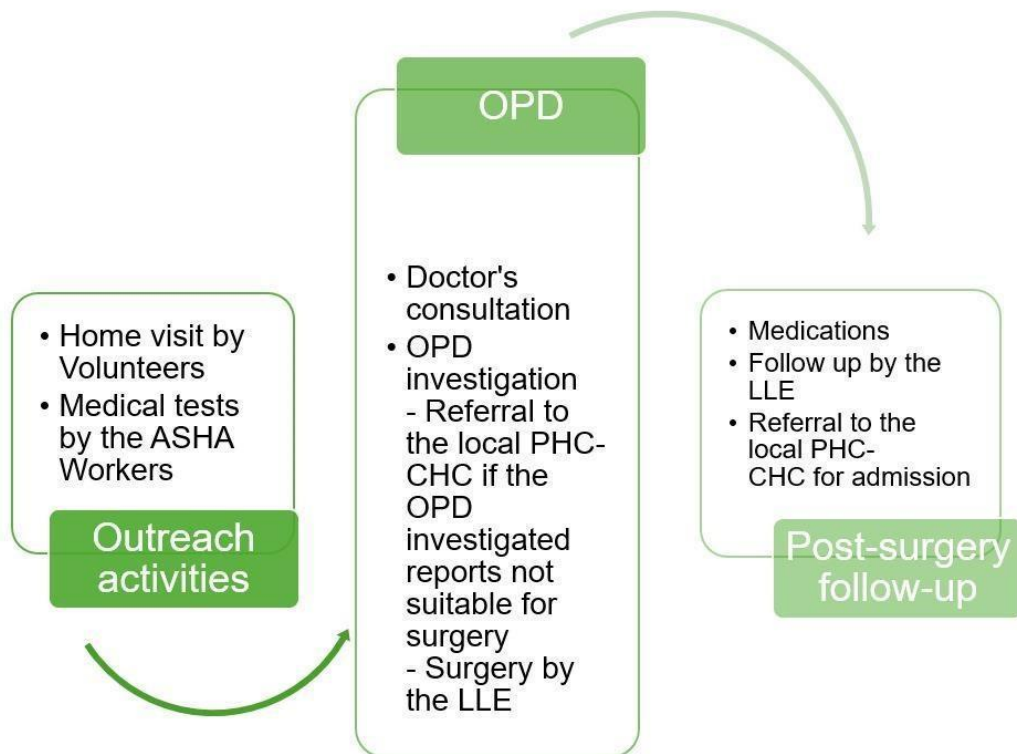 • Home visit by
Volunteers
• Medical tests
by the ASHA
Workers
Outreach
activities
OPD
• Doctor's
consultation
• OPD
investigation
- Referral to
the local PHC-
CHC if the
OPD
investigated
reports not
suitable for
surgery
- Surgery by
the LLE
• Medications
• Follow up by the
LLE
• Referral to the
local PHC-
CHC for admission
Post-surgery
follow-up